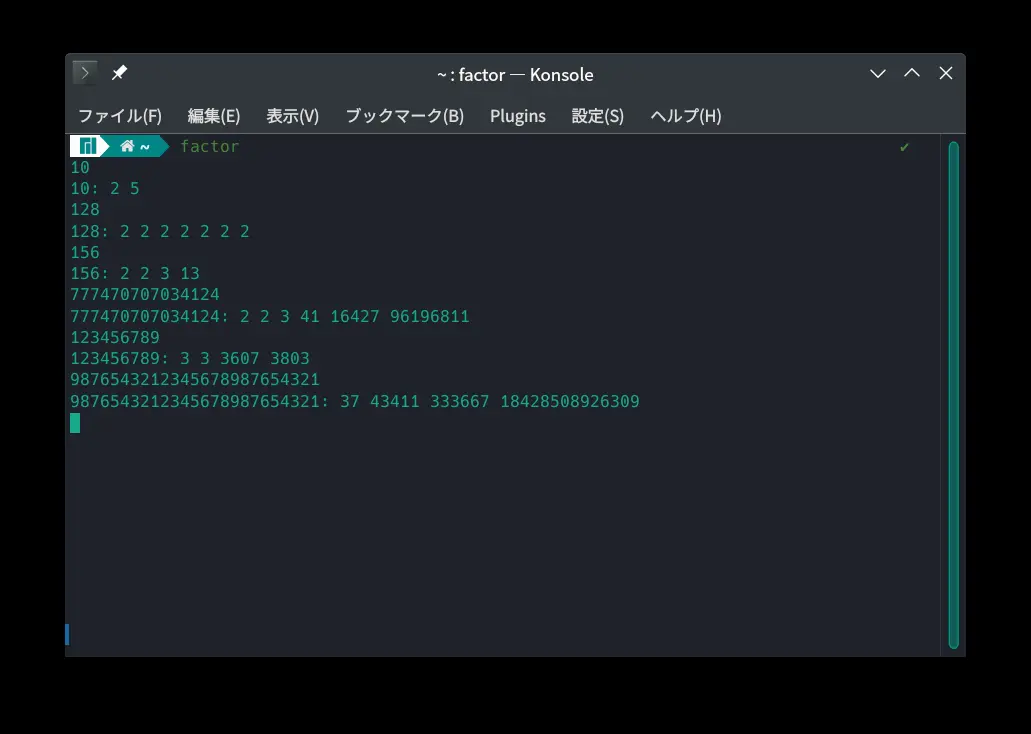 ~ : factor — Konsole
ファイル(F) 編集(E) 表示(V) ブックマーク(B) Plugins 設定(S) ヘルプ(H)
~ factor ✔
10
10: 2 5
128
128: 2 2 2 2 2 2 2
156
156: 2 2 3 13
777470707034124
777470707034124: 2 2 3 41 16427 96196811
123456789
123456789: 3 3 3607 3803
9876543212345678987654321
9876543212345678987654321: 37 43411 333667 18428508926309